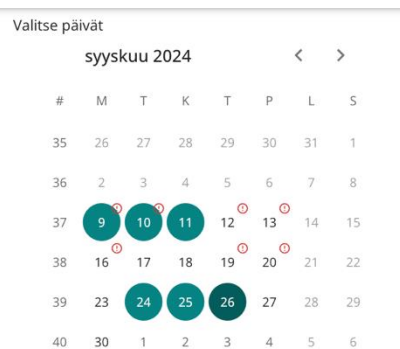 Valitse päivät
syyskuu 2024 < >
# M T K T P L S
35 26 27 28 29 30 31 1
36 2 3 4 5 6 7 8
37 9 10 11 12 13 14 15
38 16 17 18 19 20 21 22
39 23 24 25 26 27 28 29
40 30 1 2 3 4 5 6